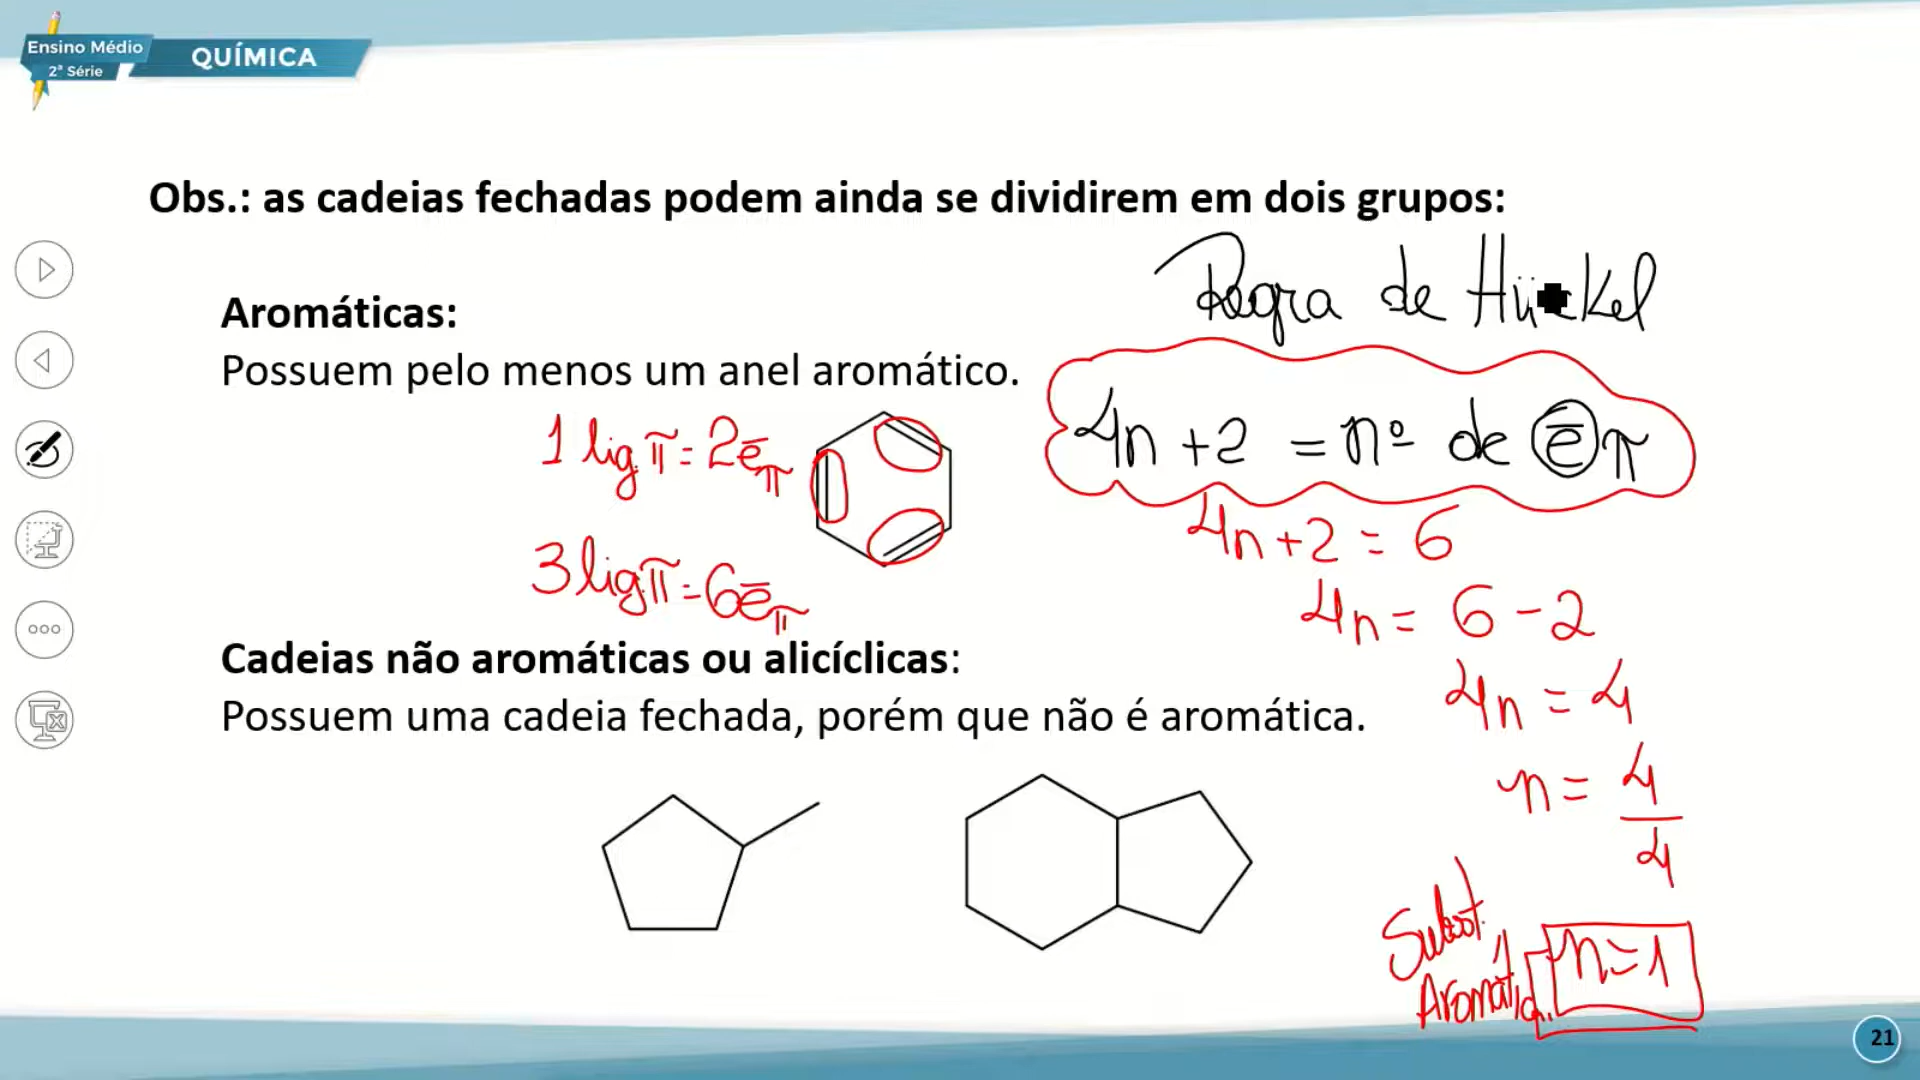 Ensino Médio
2ª Série
QUÍMICA
Obs.: as cadeias fechadas podem ainda se dividirem em dois grupos:
Regra de Hückel
Aromáticas:
Possuem pelo menos um anel aromático.
4n + 2 = nº de e̅ π
1 lig. π = 2e̅ π
4n + 2 = 6
3 lig. π = 6e̅ π
4n = 6 - 2
Cadeias não aromáticas ou alicíclicas:
4n = 4
Possuem uma cadeia fechada, porém que não é aromática.
n = 4/4
Subst.
Aromática.
n = 1
21